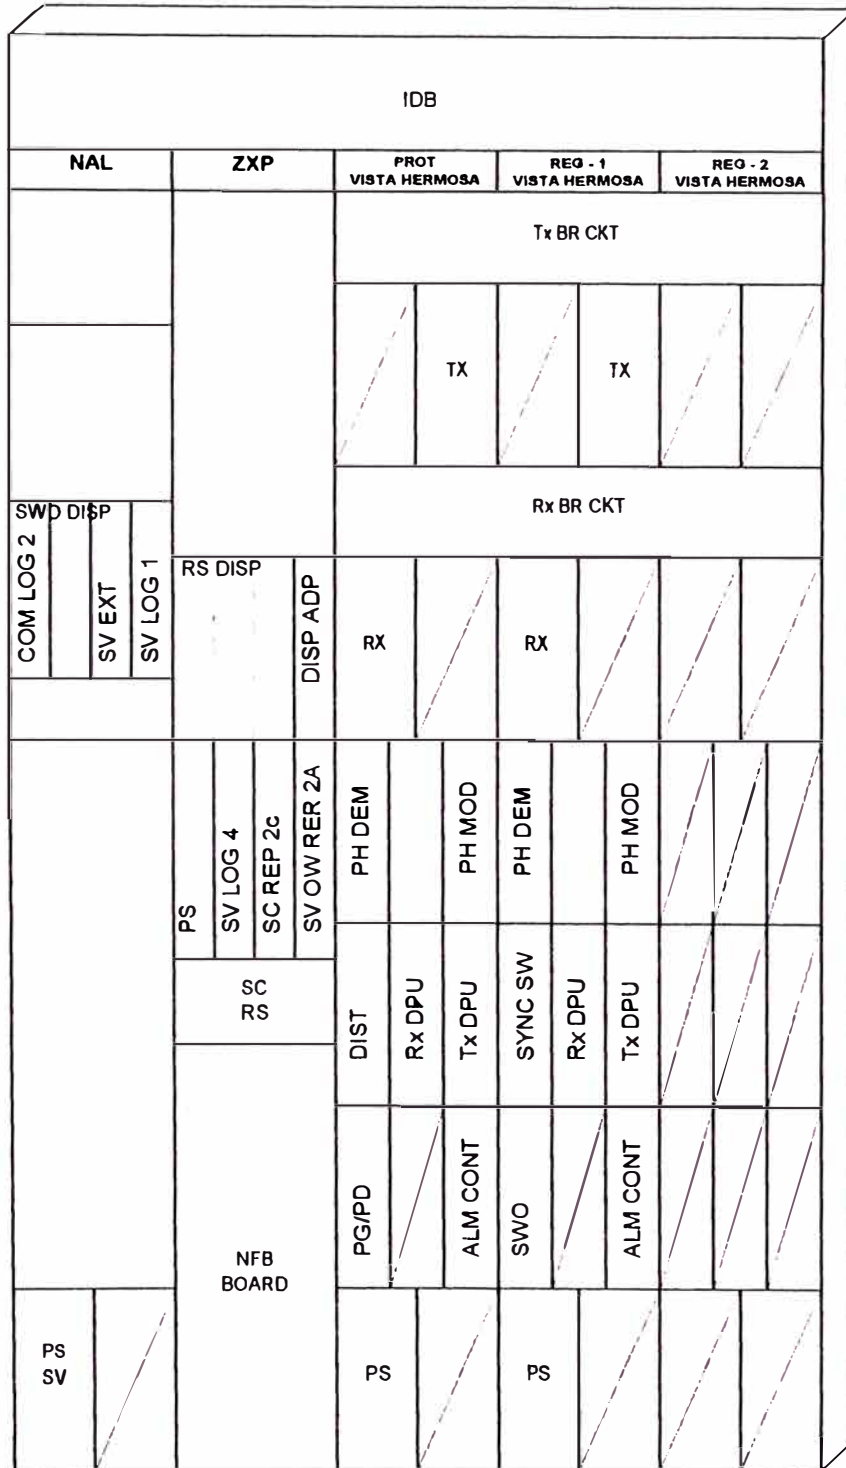 IDB
NAL
ZXP
PROT
VISTA HERMOSA
REG - 1
VISTA HERMOSA
REG - 2
VISTA HERMOSA
Tx BR CKT
TX
TX
Rx BR CKT
SWO DISP
COM LOG 2
SV EXT
SV LOG 1
RS DISP
DISP ADP
RX
RX
PS
SV LOG 4
SC REP 2c
SV OW RER 2A
PH DEM
PH MOD
PH DEM
PH MOD
SC
RS
DIST
Rx DPU
Tx DPU
SYNC SW
Rx DPU
Tx DPU
NFB
BOARD
PG/PD
ALM CONT
SWO
ALM CONT
PS
SV
PS
PS